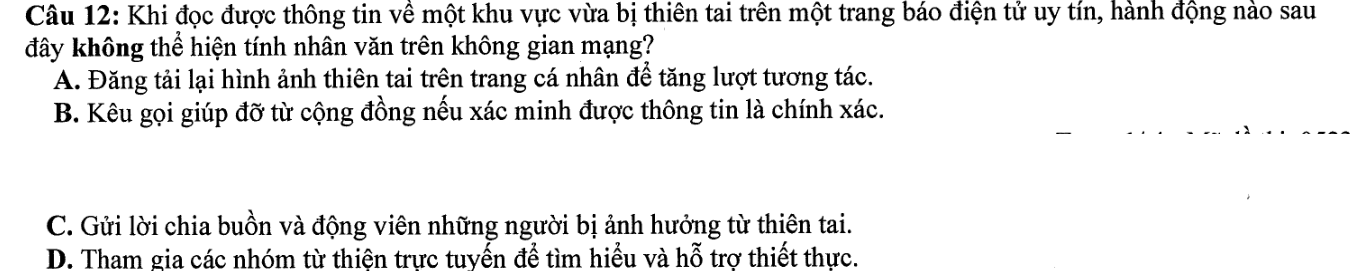 Câu 12: Khi đọc được thông tin về một khu vực vừa bị thiên tai trên một trang báo điện tử uy tín, hành động nào sau
đây không thể hiện tính nhân văn trên không gian mạng?
A. Đăng tải lại hình ảnh thiên tai trên trang cá nhân để tăng lượt tương tác.
B. Kêu gọi giúp đỡ từ cộng đồng nếu xác minh được thông tin là chính xác.
C. Gửi lời chia buồn và động viên những người bị ảnh hưởng từ thiên tai.
D. Tham gia các nhóm từ thiện trực tuyến để tìm hiểu và hỗ trợ thiết thực.